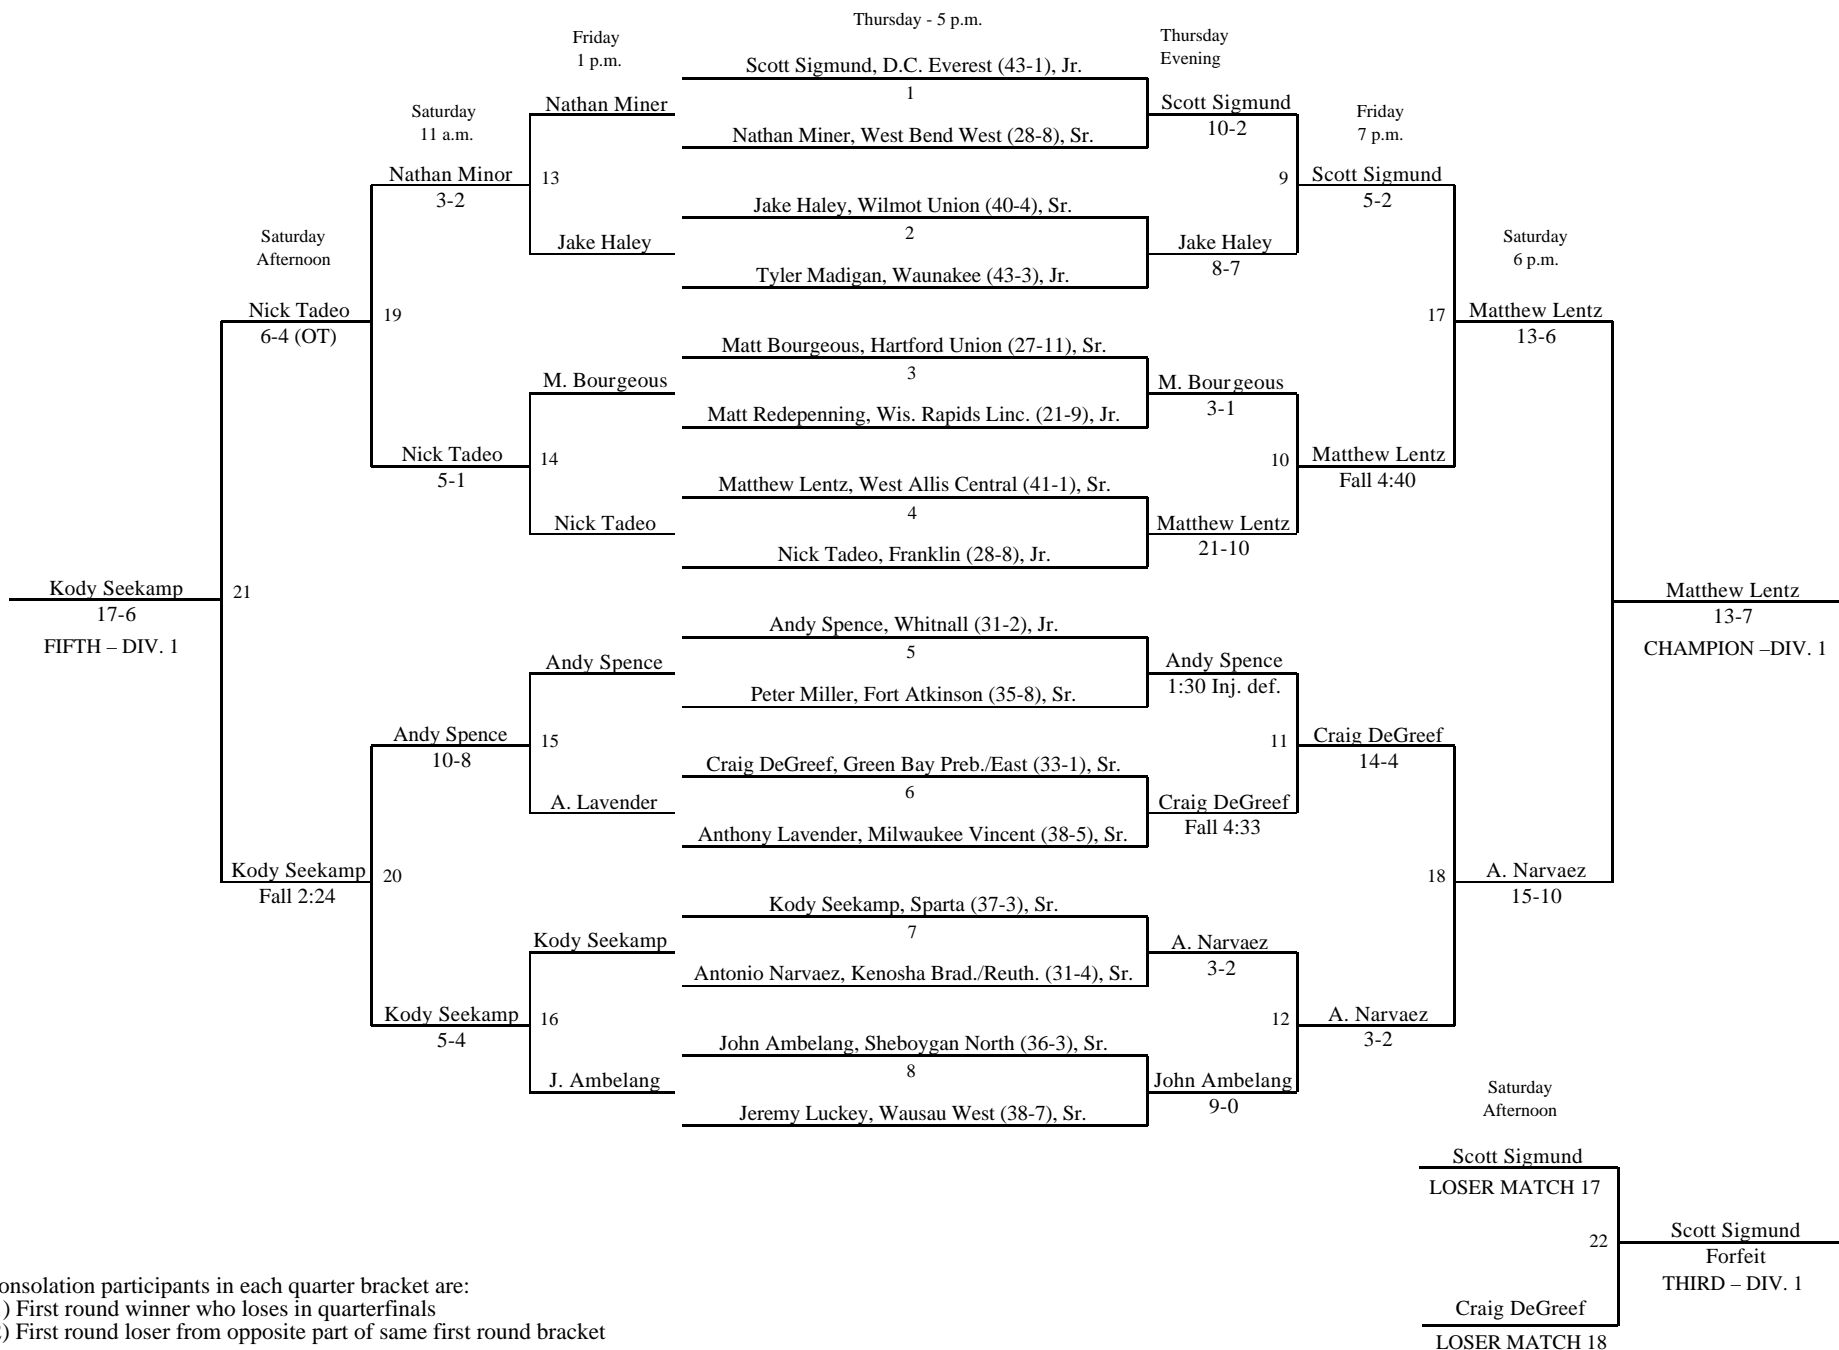 Thursday - 5 p.m.
Friday
1 p.m.
Thursday
Evening
Scott Sigmund, D.C. Everest (43-1), Jr.
1
Nathan Miner, West Bend West (28-8), Sr.
Nathan Miner
Scott Sigmund
10-2
Saturday
11 a.m.
Friday
7 p.m.
Nathan Minor
3-2
13
9
Scott Sigmund
5-2
Jake Haley, Wilmot Union (40-4), Sr.
2
Tyler Madigan, Waunakee (43-3), Jr.
Jake Haley
Jake Haley
8-7
Saturday
Afternoon
Saturday
6 p.m.
Nick Tadeo
6-4 (OT)
19
17
Matthew Lentz
13-6
Matt Bourgeous, Hartford Union (27-11), Sr.
3
Matt Redepenning, Wis. Rapids Linc. (21-9), Jr.
M. Bourgeous
M. Bourgeous
3-1
Nick Tadeo
5-1
14
10
Matthew Lentz
Fall 4:40
Matthew Lentz, West Allis Central (41-1), Sr.
4
Nick Tadeo, Franklin (28-8), Jr.
Nick Tadeo
Matthew Lentz
21-10
Kody Seekamp
17-6
FIFTH – DIV. 1
21
Matthew Lentz
13-7
CHAMPION –DIV. 1
Andy Spence, Whitnall (31-2), Jr.
5
Peter Miller, Fort Atkinson (35-8), Sr.
Andy Spence
Andy Spence
1:30 Inj. def.
Andy Spence
10-8
15
11
Craig DeGreef
14-4
Craig DeGreef, Green Bay Preb./East (33-1), Sr.
6
Anthony Lavender, Milwaukee Vincent (38-5), Sr.
A. Lavender
Craig DeGreef
Fall 4:33
Kody Seekamp
Fall 2:24
20
18
A. Narvaez
15-10
Kody Seekamp, Sparta (37-3), Sr.
7
Antonio Narvaez, Kenosha Brad./Reuth. (31-4), Sr.
Kody Seekamp
A. Narvaez
3-2
Kody Seekamp
5-4
16
12
A. Narvaez
3-2
John Ambelang, Sheboygan North (36-3), Sr.
8
Jeremy Luckey, Wausau West (38-7), Sr.
J. Ambelang
John Ambelang
9-0
Saturday
Afternoon
Scott Sigmund
LOSER MATCH 17
22
Scott Sigmund
Forfeit
THIRD – DIV. 1
Craig DeGreef
LOSER MATCH 18
onsolation participants in each quarter bracket are:
) First round winner who loses in quarterfinals
) First round loser from opposite part of same first round bracket